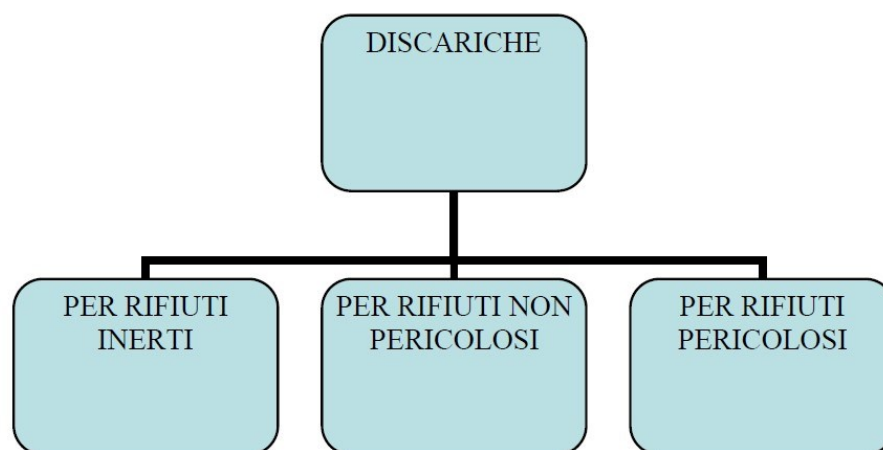 DISCARICHE
PER RIFIUTI
INERTI
PER RIFIUTI NON
PERICOLOSI
PER RIFIUTI
PERICOLOSI